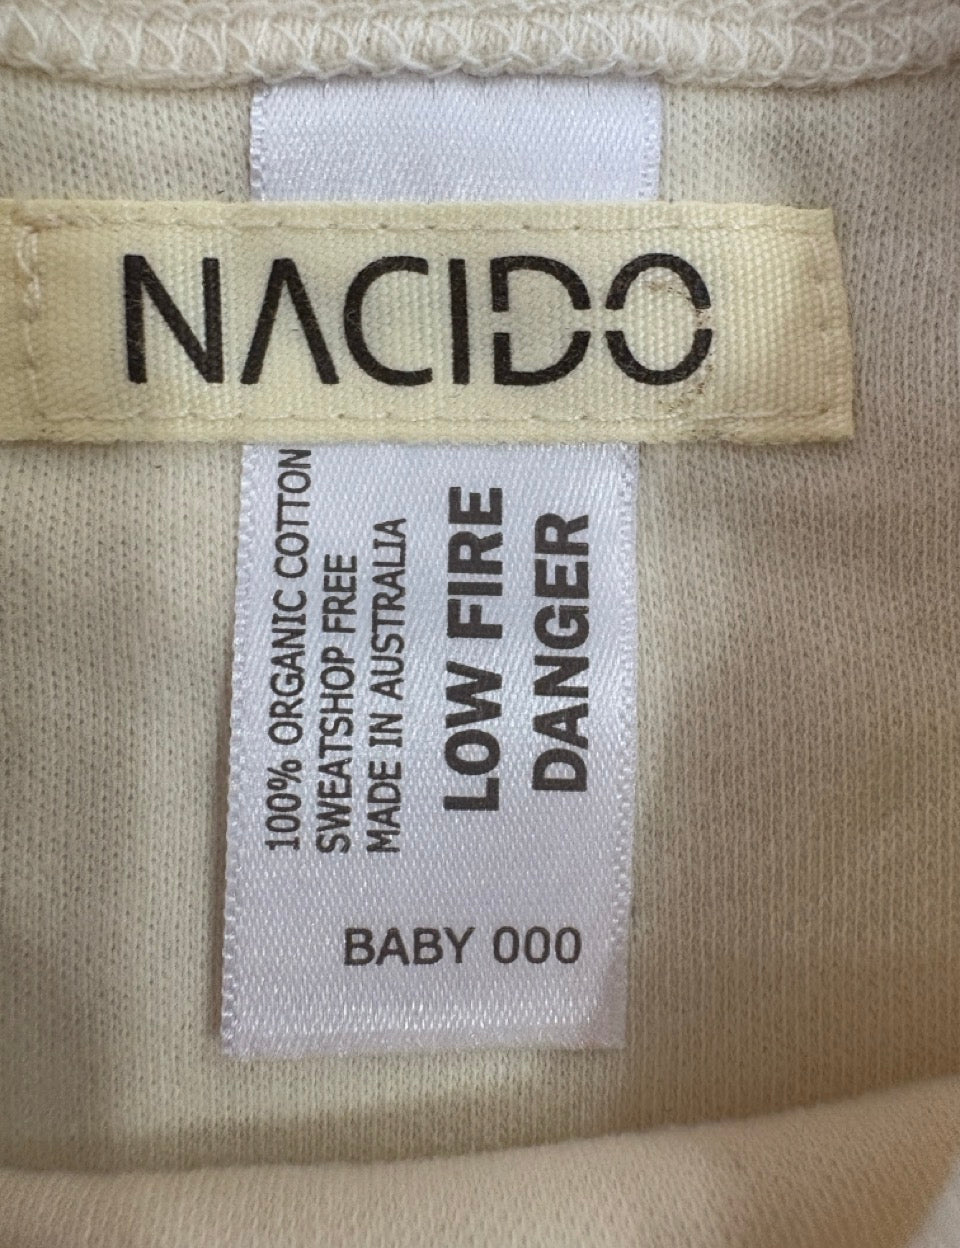 NACIDO
100% ORGANIC COTTON
SWEATSHOP FREE
MADE IN AUSTRALIA
LOW FIRE
DANGER
BABY 000